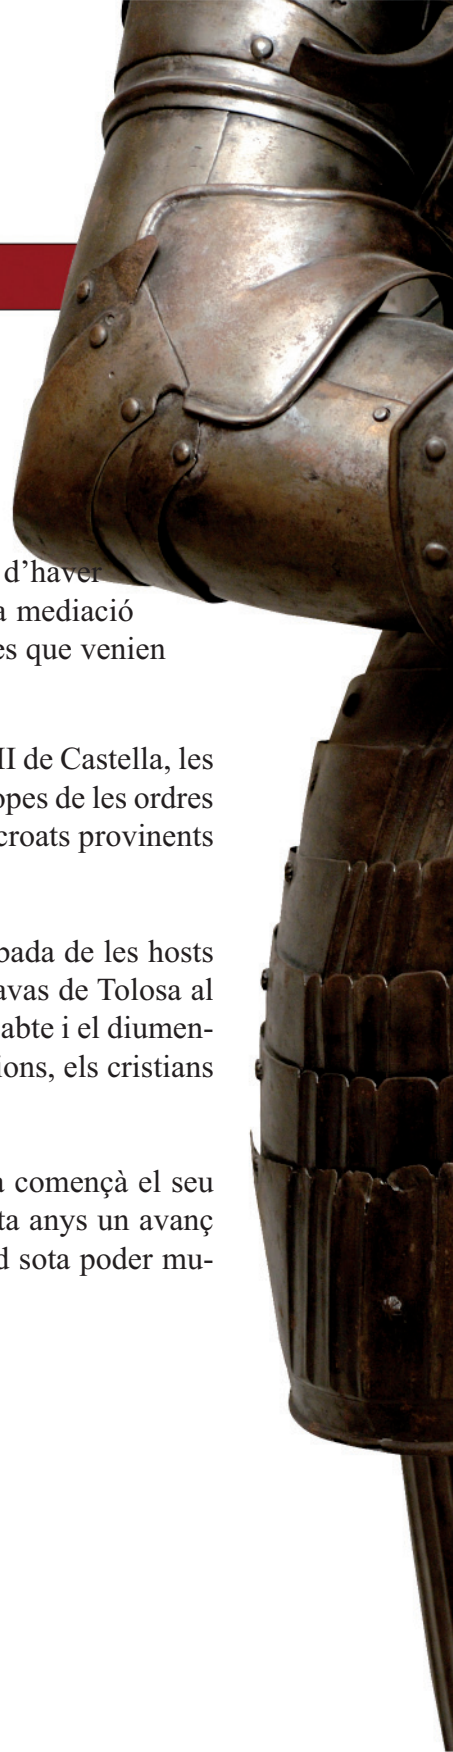 d’haver
a mediació
es que venien
II de Castella, les
opes de les ordres
croats provinents
bada de les hosts
avas de Tolosa al
abte i el diumen-
ions, els cristians
a començà el seu
ta anys un avanç
d sota poder mu-